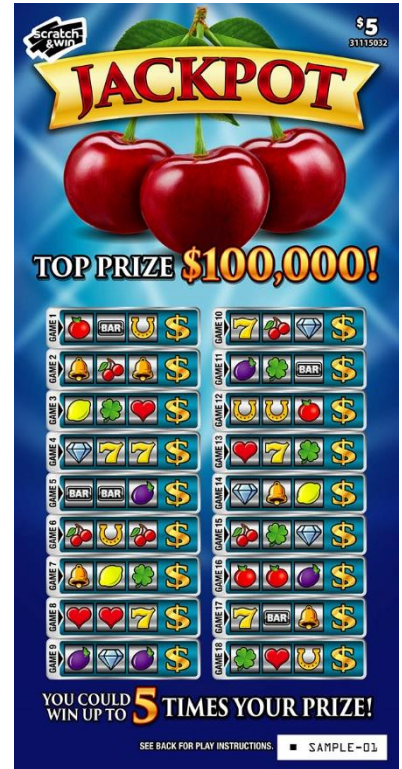 scratch
&win
$5
31115032
JACKPOT
TOP PRIZE $100,000!
GAME 1 BAR $
GAME 2 $
GAME 3 $
GAME 4 7 7 $
GAME 5 BAR BAR $
GAME 6 $
GAME 7 $
GAME 8 7 $
GAME 9 $
GAME 10 7 $
GAME 11 BAR $
GAME 12 $
GAME 13 7 $
GAME 14 $
GAME 15 $
GAME 16 $
GAME 17 7 BAR $
GAME 18 $
YOU COULD
WIN UP TO 5 TIMES YOUR PRIZE!
SEE BACK FOR PLAY INSTRUCTIONS.
SAMPLE-01